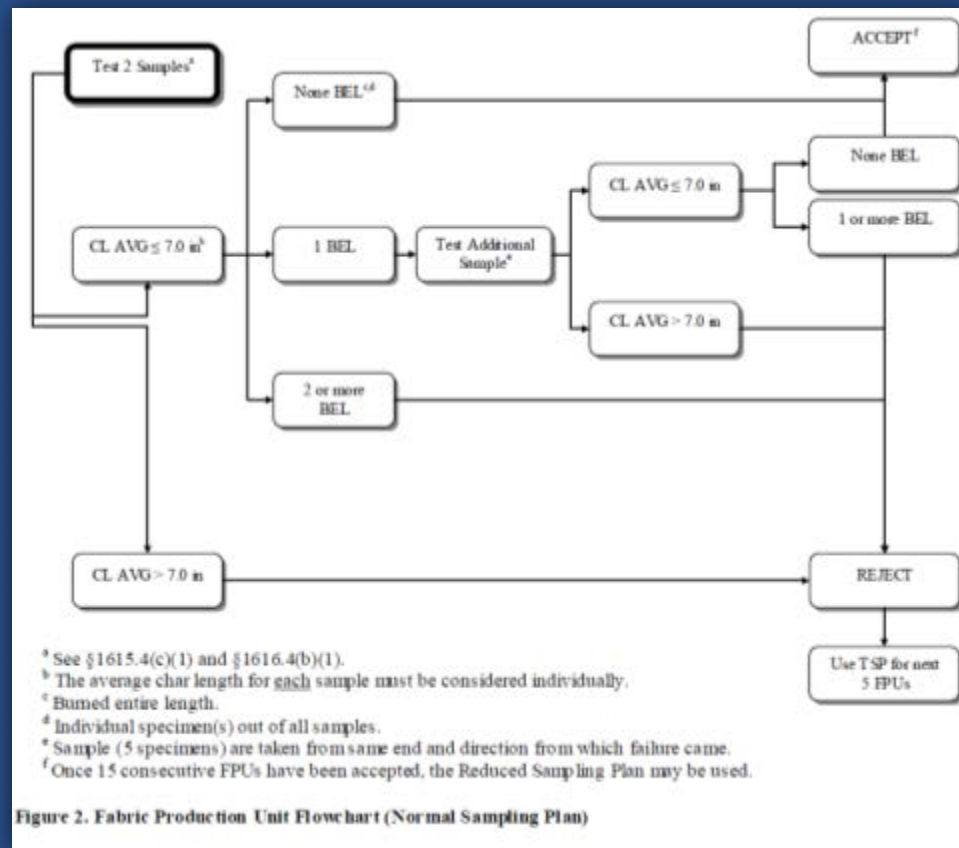 Test 2 Samplesᵃ
ACCEPTᶠ
None BELᶜ,ᵈ
None BEL
CL AVG ≤ 7.0 in
1 or more BEL
CL AVG ≤ 7.0 inᵇ
1 BEL
Test Additional
Sampleᵉ
CL AVG > 7.0 in
2 or more
BEL
CL AVG > 7.0 in
REJECT
Use TSP for next
5 FPUs
ᵃ See §1615.4(c)(1) and §1616.4(b)(1).
ᵇ The average char length for each sample must be considered individually.
ᶜ Burned entire length.
ᵈ Individual specimen(s) out of all samples.
ᵉ Sample (5 specimens) are taken from same end and direction from which failure came.
ᶠ Once 15 consecutive FPUs have been accepted, the Reduced Sampling Plan may be used.
Figure 2. Fabric Production Unit Flowchart (Normal Sampling Plan)